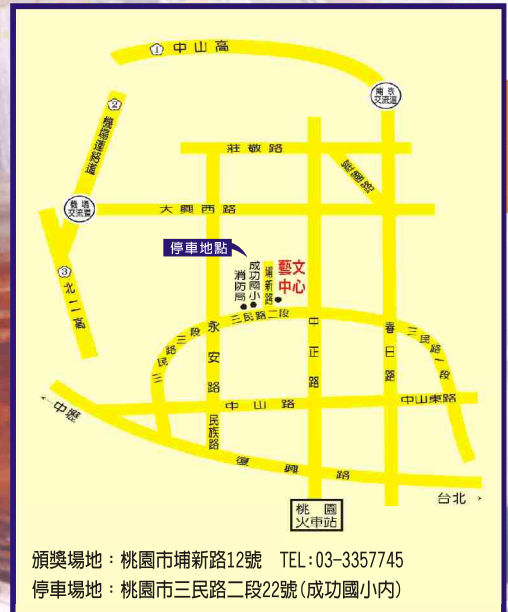 1 中山高
南崁
交流道
2 機場連絡道
莊敬路
機場
交流道
大興西路
停車地點
藝文
中心
埔新路
成功國小
消防局
3 北二高
三民路三段
三民路二段
三民路一段
永安路
中正路
春日路
中山路
中山東路
民族路
←中壢
復興路
台北→
桃園
火車站
頒獎場地：桃園市埔新路12號 TEL:03-3357745
停車場地：桃園市三民路二段22號(成功國小內)